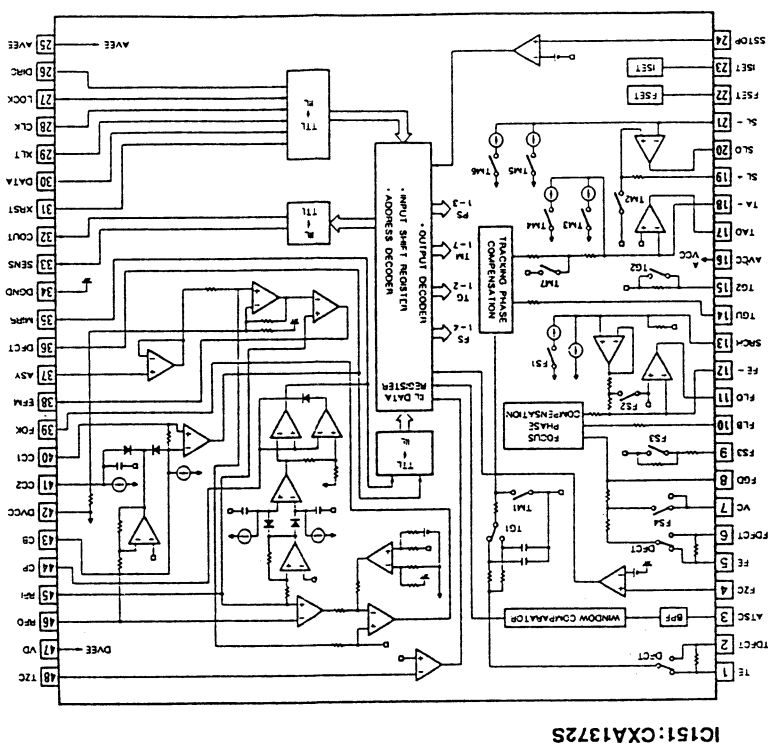 IC151:CXA1372S
TE 1
TDFCT 2
ATSC 3
FZC 4
FE 5
FDFCT 6
VC 7
FGD 8
FS3 9
FLB 10
FLO 11
FE - 12
SRCH 13
TGU 14
TG2 15
AVCC 16
TAO 17
TA - 18
SL + 19
SLO 20
SL - 21
FSET 22
ISET 23
SSTOP 24
DFCT
BPF
WINDOW COMPARATOR
DFCT
FS4
TG1
TM1
FS3
FOCUS
PHASE
COMPENSATION
FS2
FS1
TG2
TM7
VCC
TRACKING PHASE
COMPENSATION
TM2
TM3
TM4
TM5
TM6
FSET
ISET
TTL
IIL
IIL DATA
REGISTER
• INPUT SHIFT REGISTER
• ADDRESS DECODER
• OUTPUT DECODER
FS
1-4
TG
1-2
TM
1-7
PS
1-3
IIL
TTL
TTL
IIL
48 TZC
47 VD
DVEE
46 RFO
45 RFI
44 CP
43 CB
42 DVCC
41 CC2
40 CC1
39 FOK
38 EFM
37 ASY
36 DFCT
35 MIRR
34 DGND
33 SENS
32 COUT
31 XRST
30 DATA
29 XLT
28 CLK
27 LOCK
26 DIRC
25 AVEE
AVEE